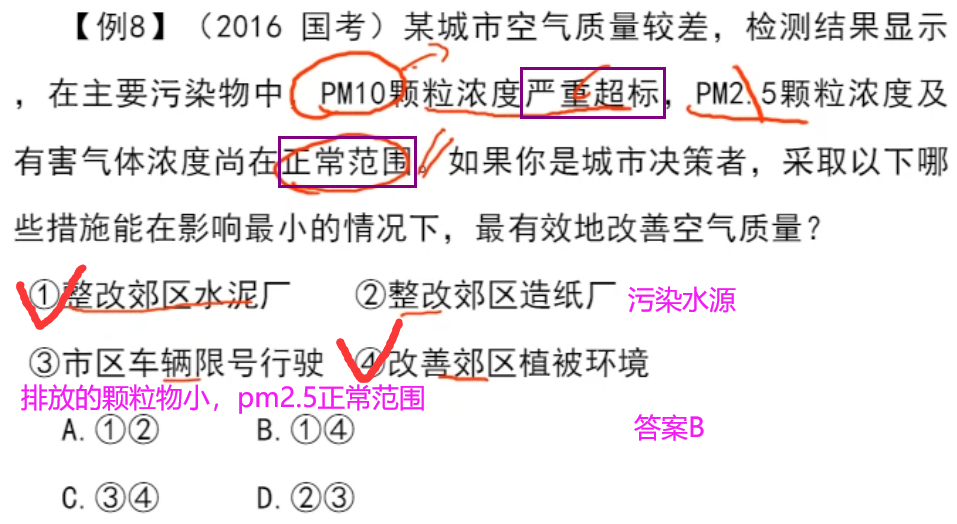 【例8】（2016 国考）某城市空气质量较差，检测结果显示
，在主要污染物中，PM10颗粒浓度严重超标，PM2.5颗粒浓度及
有害气体浓度尚在正常范围。如果你是城市决策者，采取以下哪
些措施能在影响最小的情况下，最有效地改善空气质量？
①整改郊区水泥厂 ②整改郊区造纸厂 污染水源
③市区车辆限号行驶 ④改善郊区植被环境
排放的颗粒物小，pm2.5正常范围
A.①② B.①④ 答案B
C.③④ D.②③